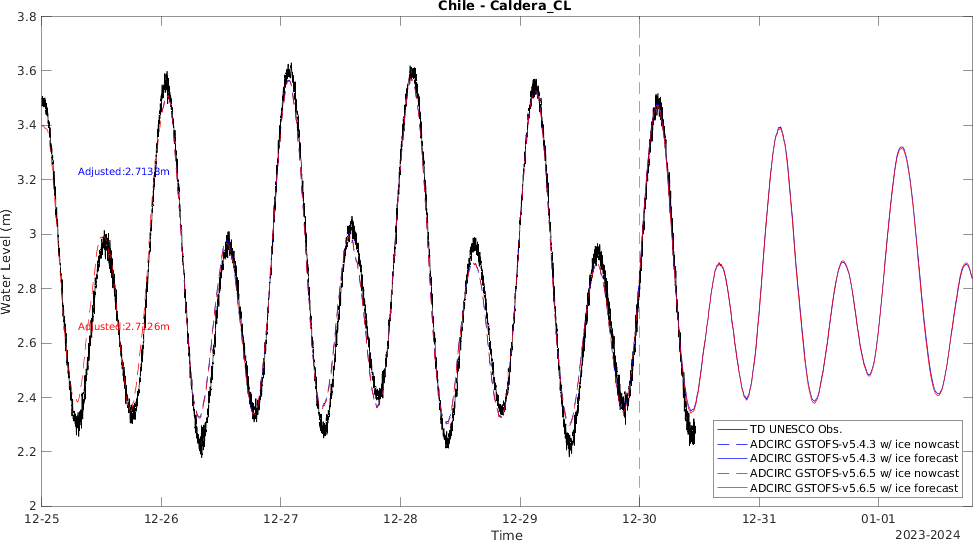 Chile - Caldera_CL
3.8
3.6
3.4
3.2
3
2.8
2.6
2.4
2.2
2
Water Level (m)
Adjusted:2.7133m
Adjusted:2.7226m
TD UNESCO Obs.
ADCIRC GSTOFS-v5.4.3 w/ ice nowcast
ADCIRC GSTOFS-v5.4.3 w/ ice forecast
ADCIRC GSTOFS-v5.6.5 w/ ice nowcast
ADCIRC GSTOFS-v5.6.5 w/ ice forecast
12-25 12-26 12-27 12-28 12-29 12-30 12-31 01-01
Time
2023-2024